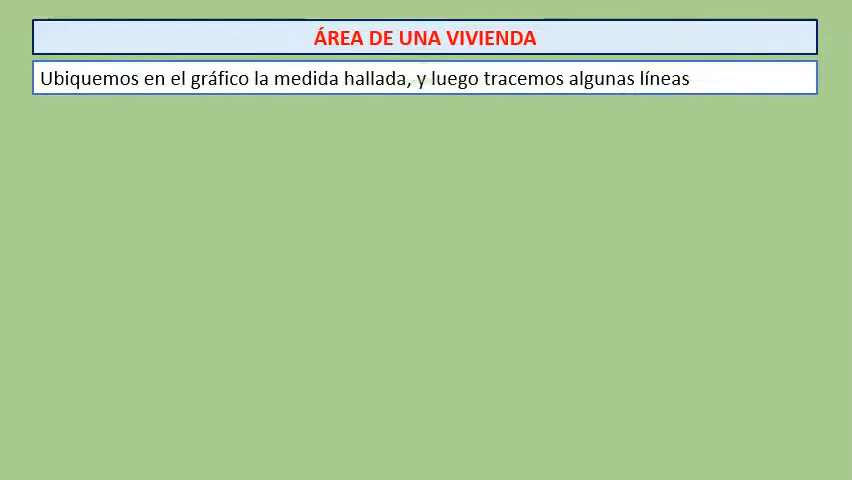 ÁREA DE UNA VIVIENDA
Ubiquemos en el gráfico la medida hallada, y luego tracemos algunas líneas